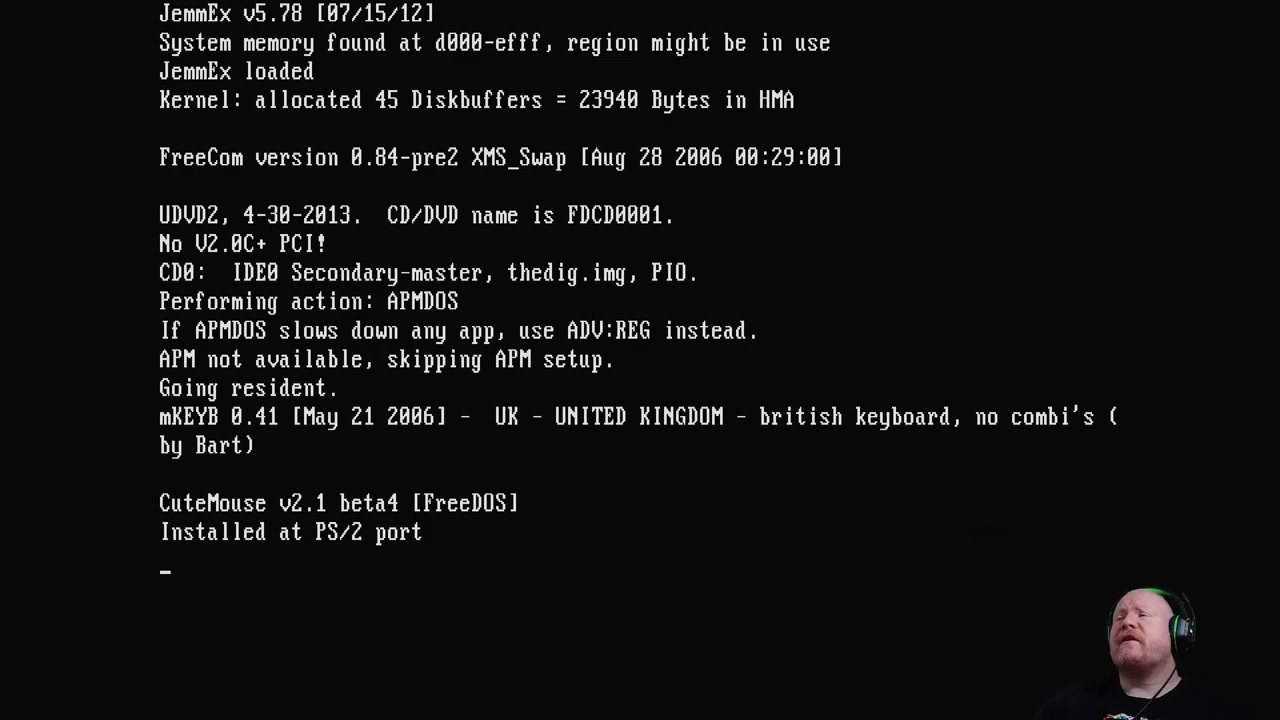 JemmEx v5.78 [07/15/12]
System memory found at d000-efff, region might be in use
JemmEx loaded
Kernel: allocated 45 Diskbuffers = 23940 Bytes in HMA
FreeCom version 0.84-pre2 XMS_Swap [Aug 28 2006 00:29:00]
UDVD2, 4-30-2013.  CD/DVD name is FDCD0001.
No V2.0C+ PCI!
CD0:  IDE0 Secondary-master, thedig.img, PIO.
Performing action: APMDOS
If APMDOS slows down any app, use ADV:REG instead.
APM not available, skipping APM setup.
Going resident.
mKEYB 0.41 [May 21 2006] -  UK - UNITED KINGDOM - british keyboard, no combi's (
by Bart)
CuteMouse v2.1 beta4 [FreeDOS]
Installed at PS/2 port
_